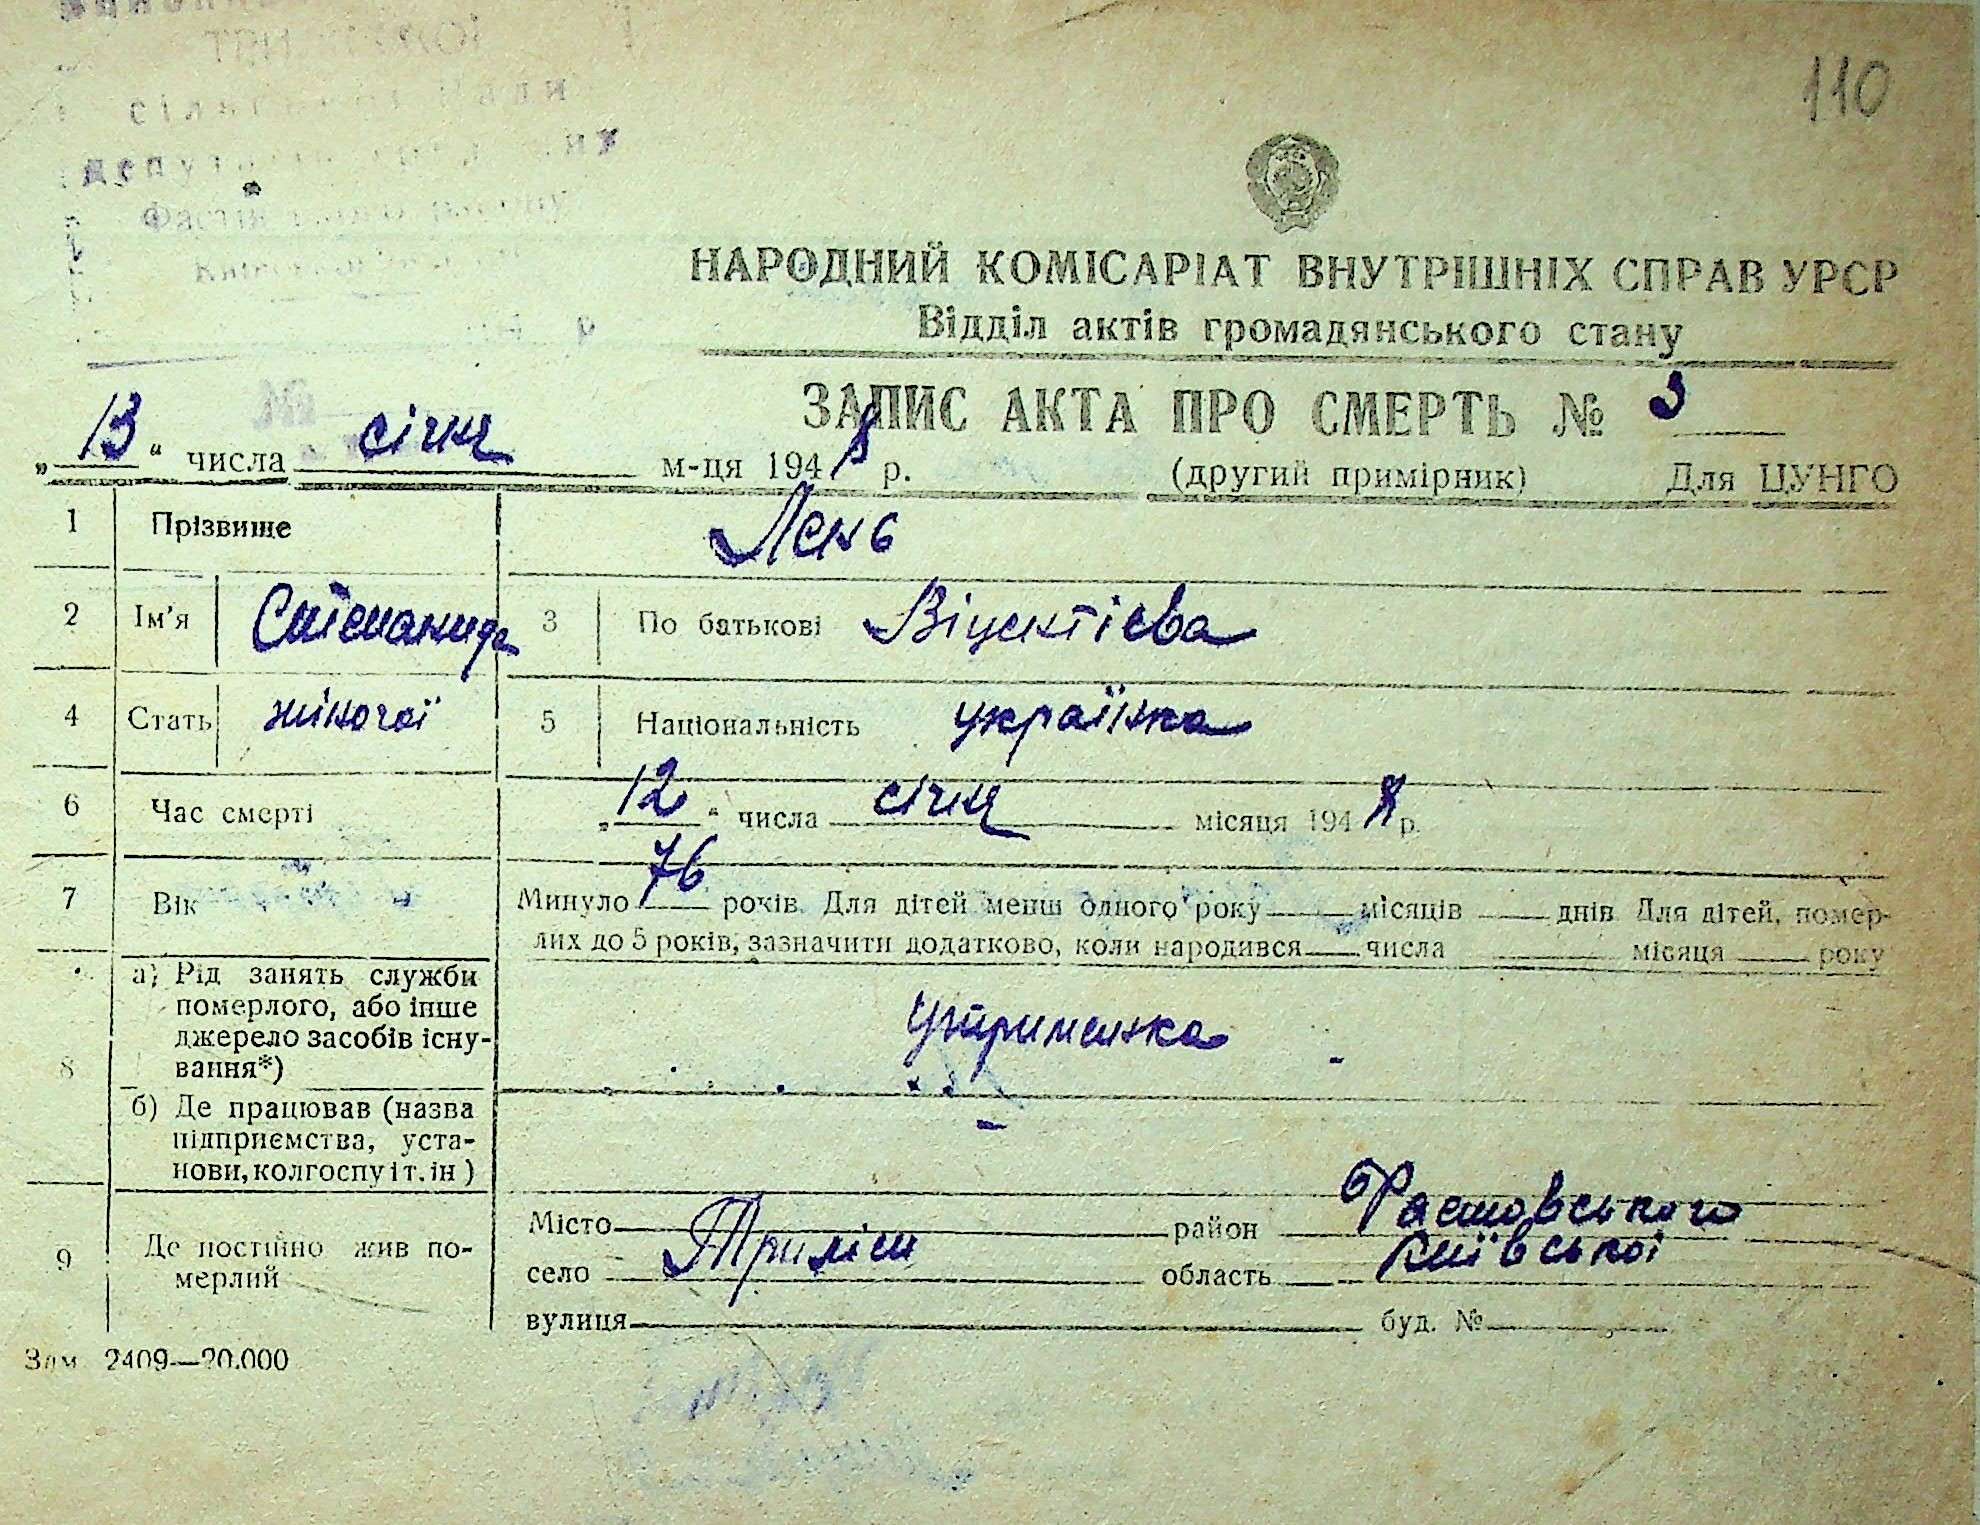 110
сільської Ради
депутатів
НАРОДНИЙ КОМІСАРІАТ ВНУТРІШНІХ СПРАВ УРСР
Відділ актів громадянського стану
ЗАПИС АКТА ПРО СМЕРТЬ № 3
„13“ числа січня м-ця 1948 р. (другий примірник) Для ЦУНГО
1 Прізвище Лень
2 Ім’я Степанида 3 По батькові Віцентієва
4 Стать жіночої 5 Національність українка
6 Час смерті „12“ числа січня місяця 1948 р.
7 Вік Минуло 76 років. Для дітей менш одного року місяців днів Для дітей, помер-
лих до 5 років, зазначити додатково, коли народився числа місяця року
8 а) Рід занять служби
померлого, або інше
джерело засобів існу-
вання*) Утриманка -
б) Де працював (назва
підприємства, уста-
нови, колгоспу і т. ін) -
9 Де постійно жив по-
мерлий
Місто район Фастовського
село Триліси область Київської
вулиця буд. №
Зам 2409—20.000